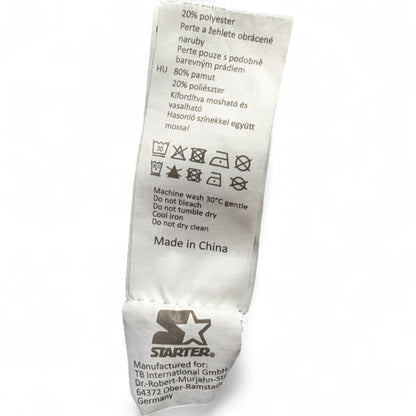 20% polyester
Perte a žehlete obrácené
naruby
Perte pouze s podobně
barevným prádlem
HU 80% pamut
20% poliészter
Kifordítva mosható és
vasalható
Hasonló színekkel együtt
mossa!
30
Machine wash 30°C gentle
Do not bleach
Do not tumble dry
Cool iron
Do not dry clean
Made in China
STARTER®
Manufactured for:
TB International GmbH
Dr.-Robert-Murjahn-St
64372 Ober-Ramstadt
Germany